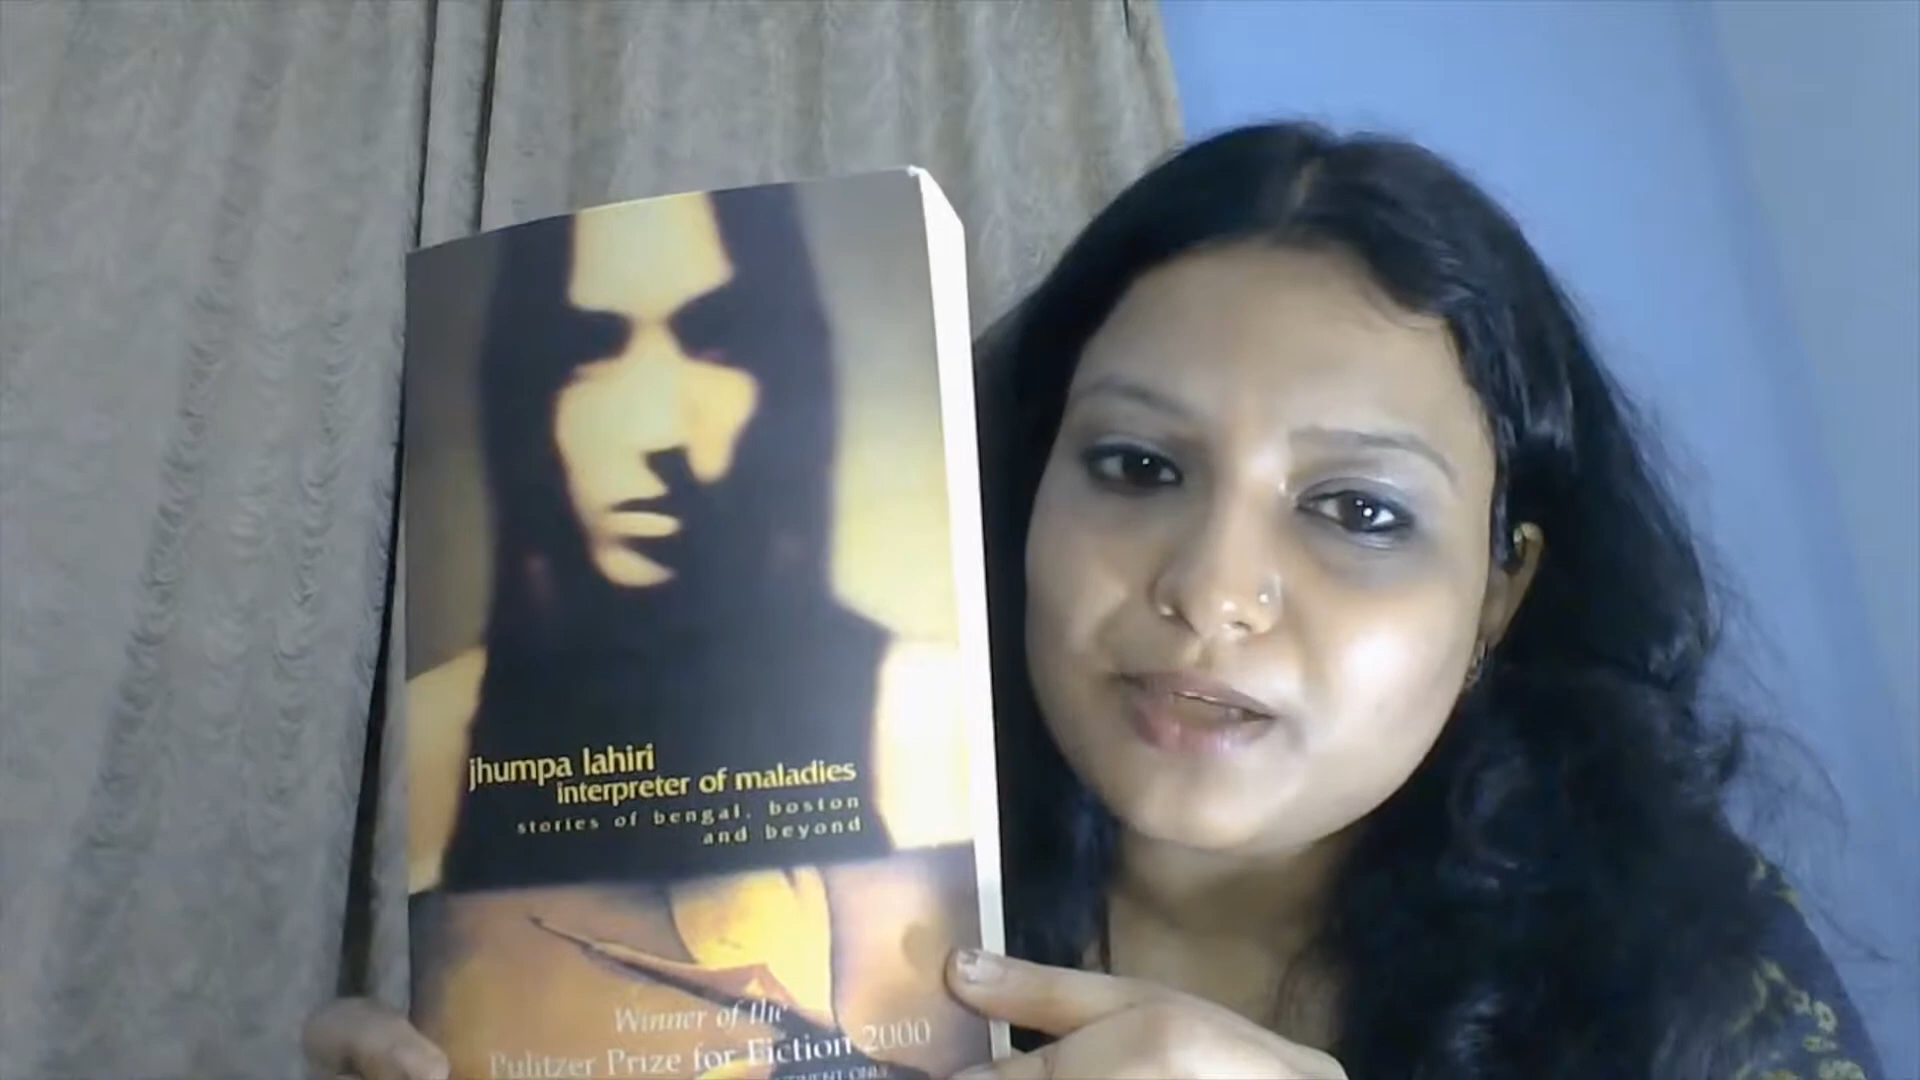 jhumpa lahiri
interpreter of maladies
stories of bengal, boston
and beyond
Winner of the
Pulitzer Prize for Fiction 2000
ONLY